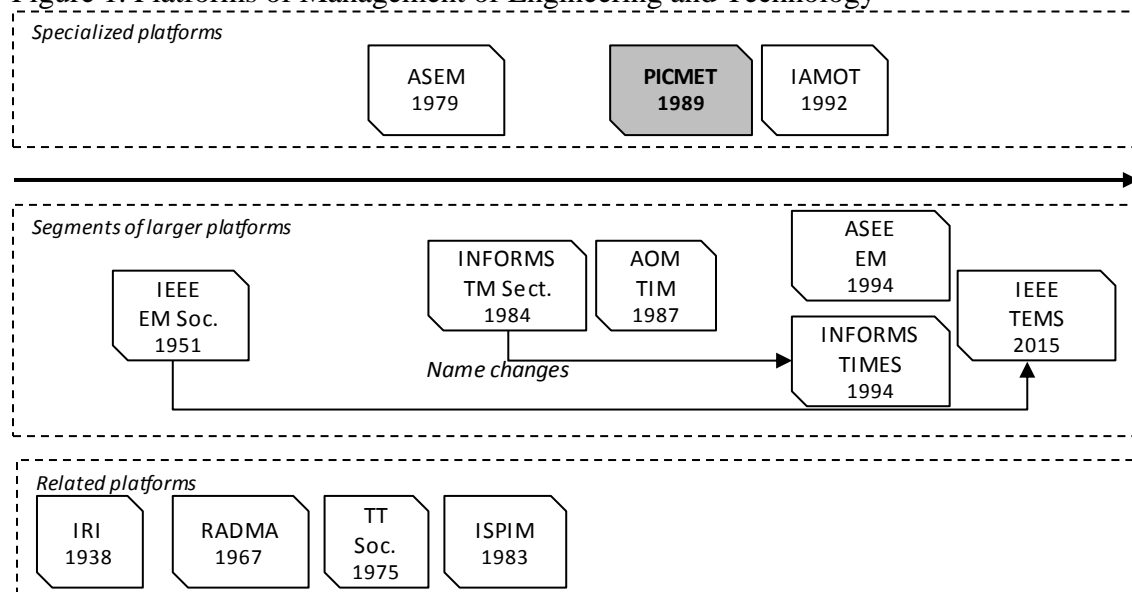 Figure 1. Platforms of Management of Engineering and Technology
Specialized platforms
ASEM
1979
PICMET
1989
IAMOT
1992
Segments of larger platforms
IEEE
EM Soc.
1951
INFORMS
TM Sect.
1984
AOM
TIM
1987
ASEE
EM
1994
INFORMS
TIMES
1994
IEEE
TEMS
2015
Name changes
Related platforms
IRI
1938
RADMA
1967
TT
Soc.
1975
ISPIM
1983